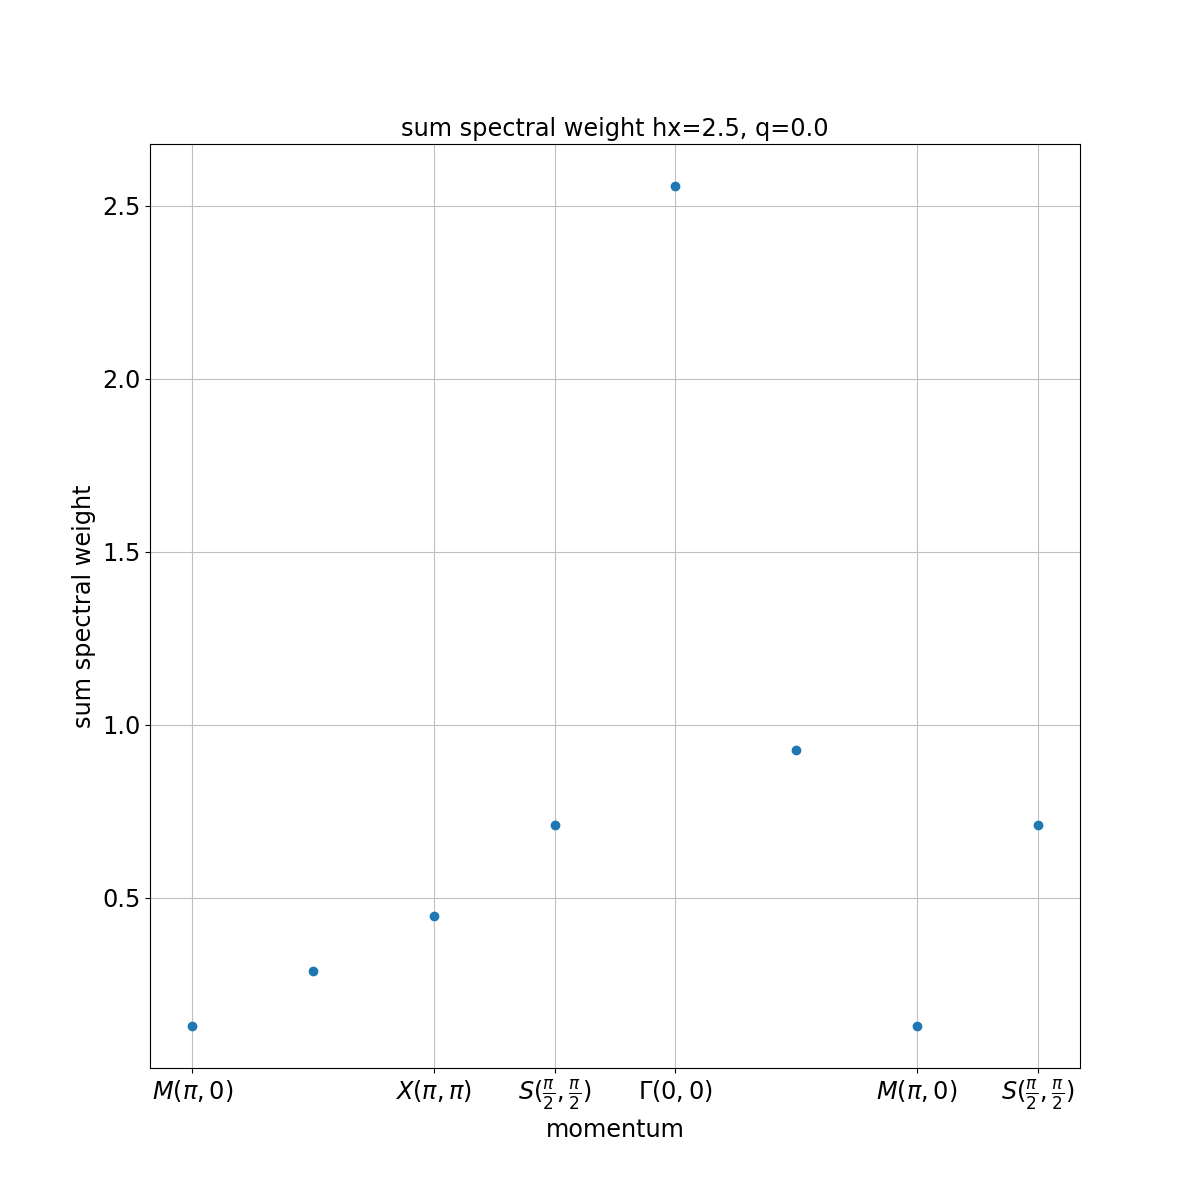 sum spectral weight hx=2.5, q=0.0
2.5
2.0
1.5
1.0
0.5
sum spectral weight
M(π, 0) X(π, π) S(π/2, π/2) Γ(0, 0) M(π, 0) S(π/2, π/2)
momentum